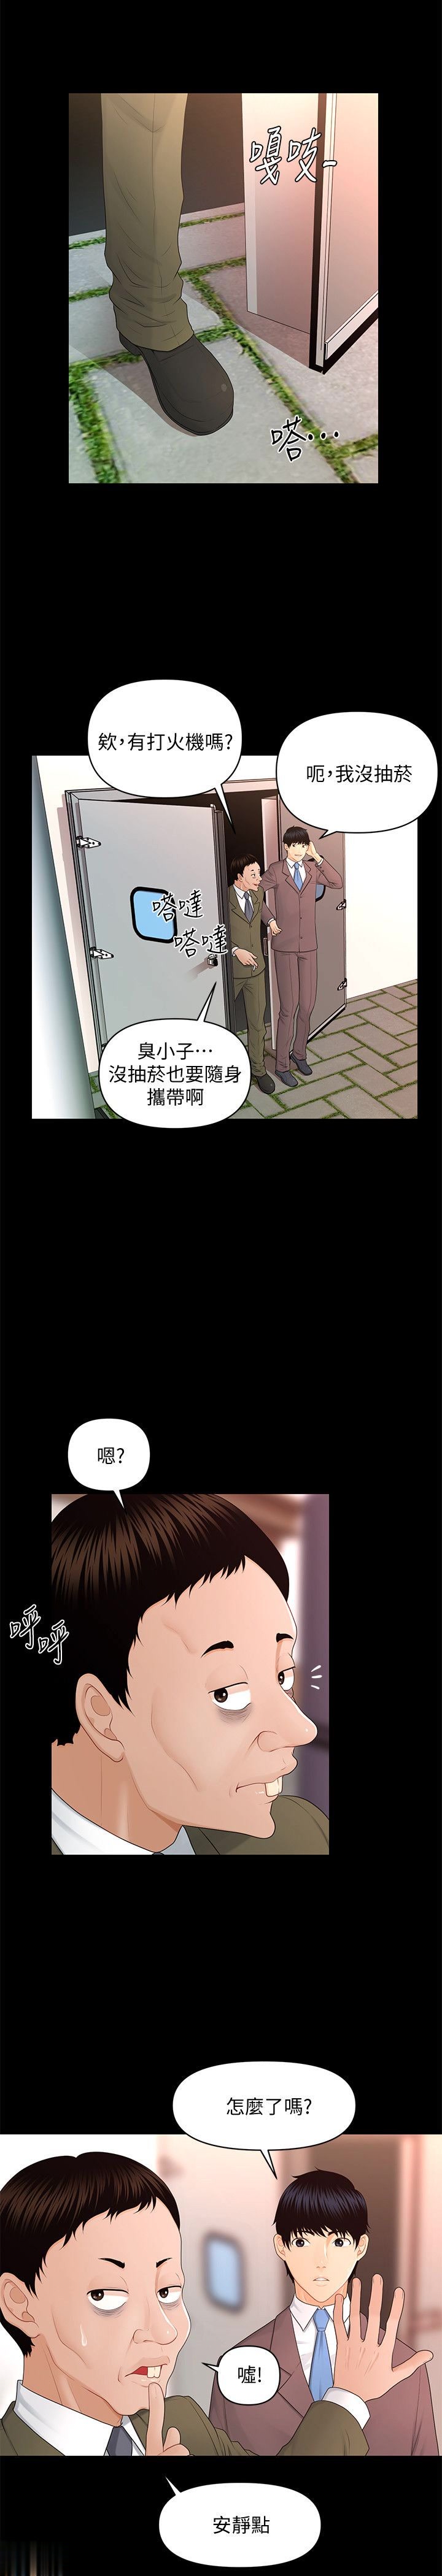 嘎吱-
嗒…
欸，有打火機嗎？
呃，我沒抽菸
嗒噠
嗒噠
臭小子…
沒抽菸也要隨身
攜帶啊
嗯？
呼
呼
怎麼了嗎？
噓！
安靜點